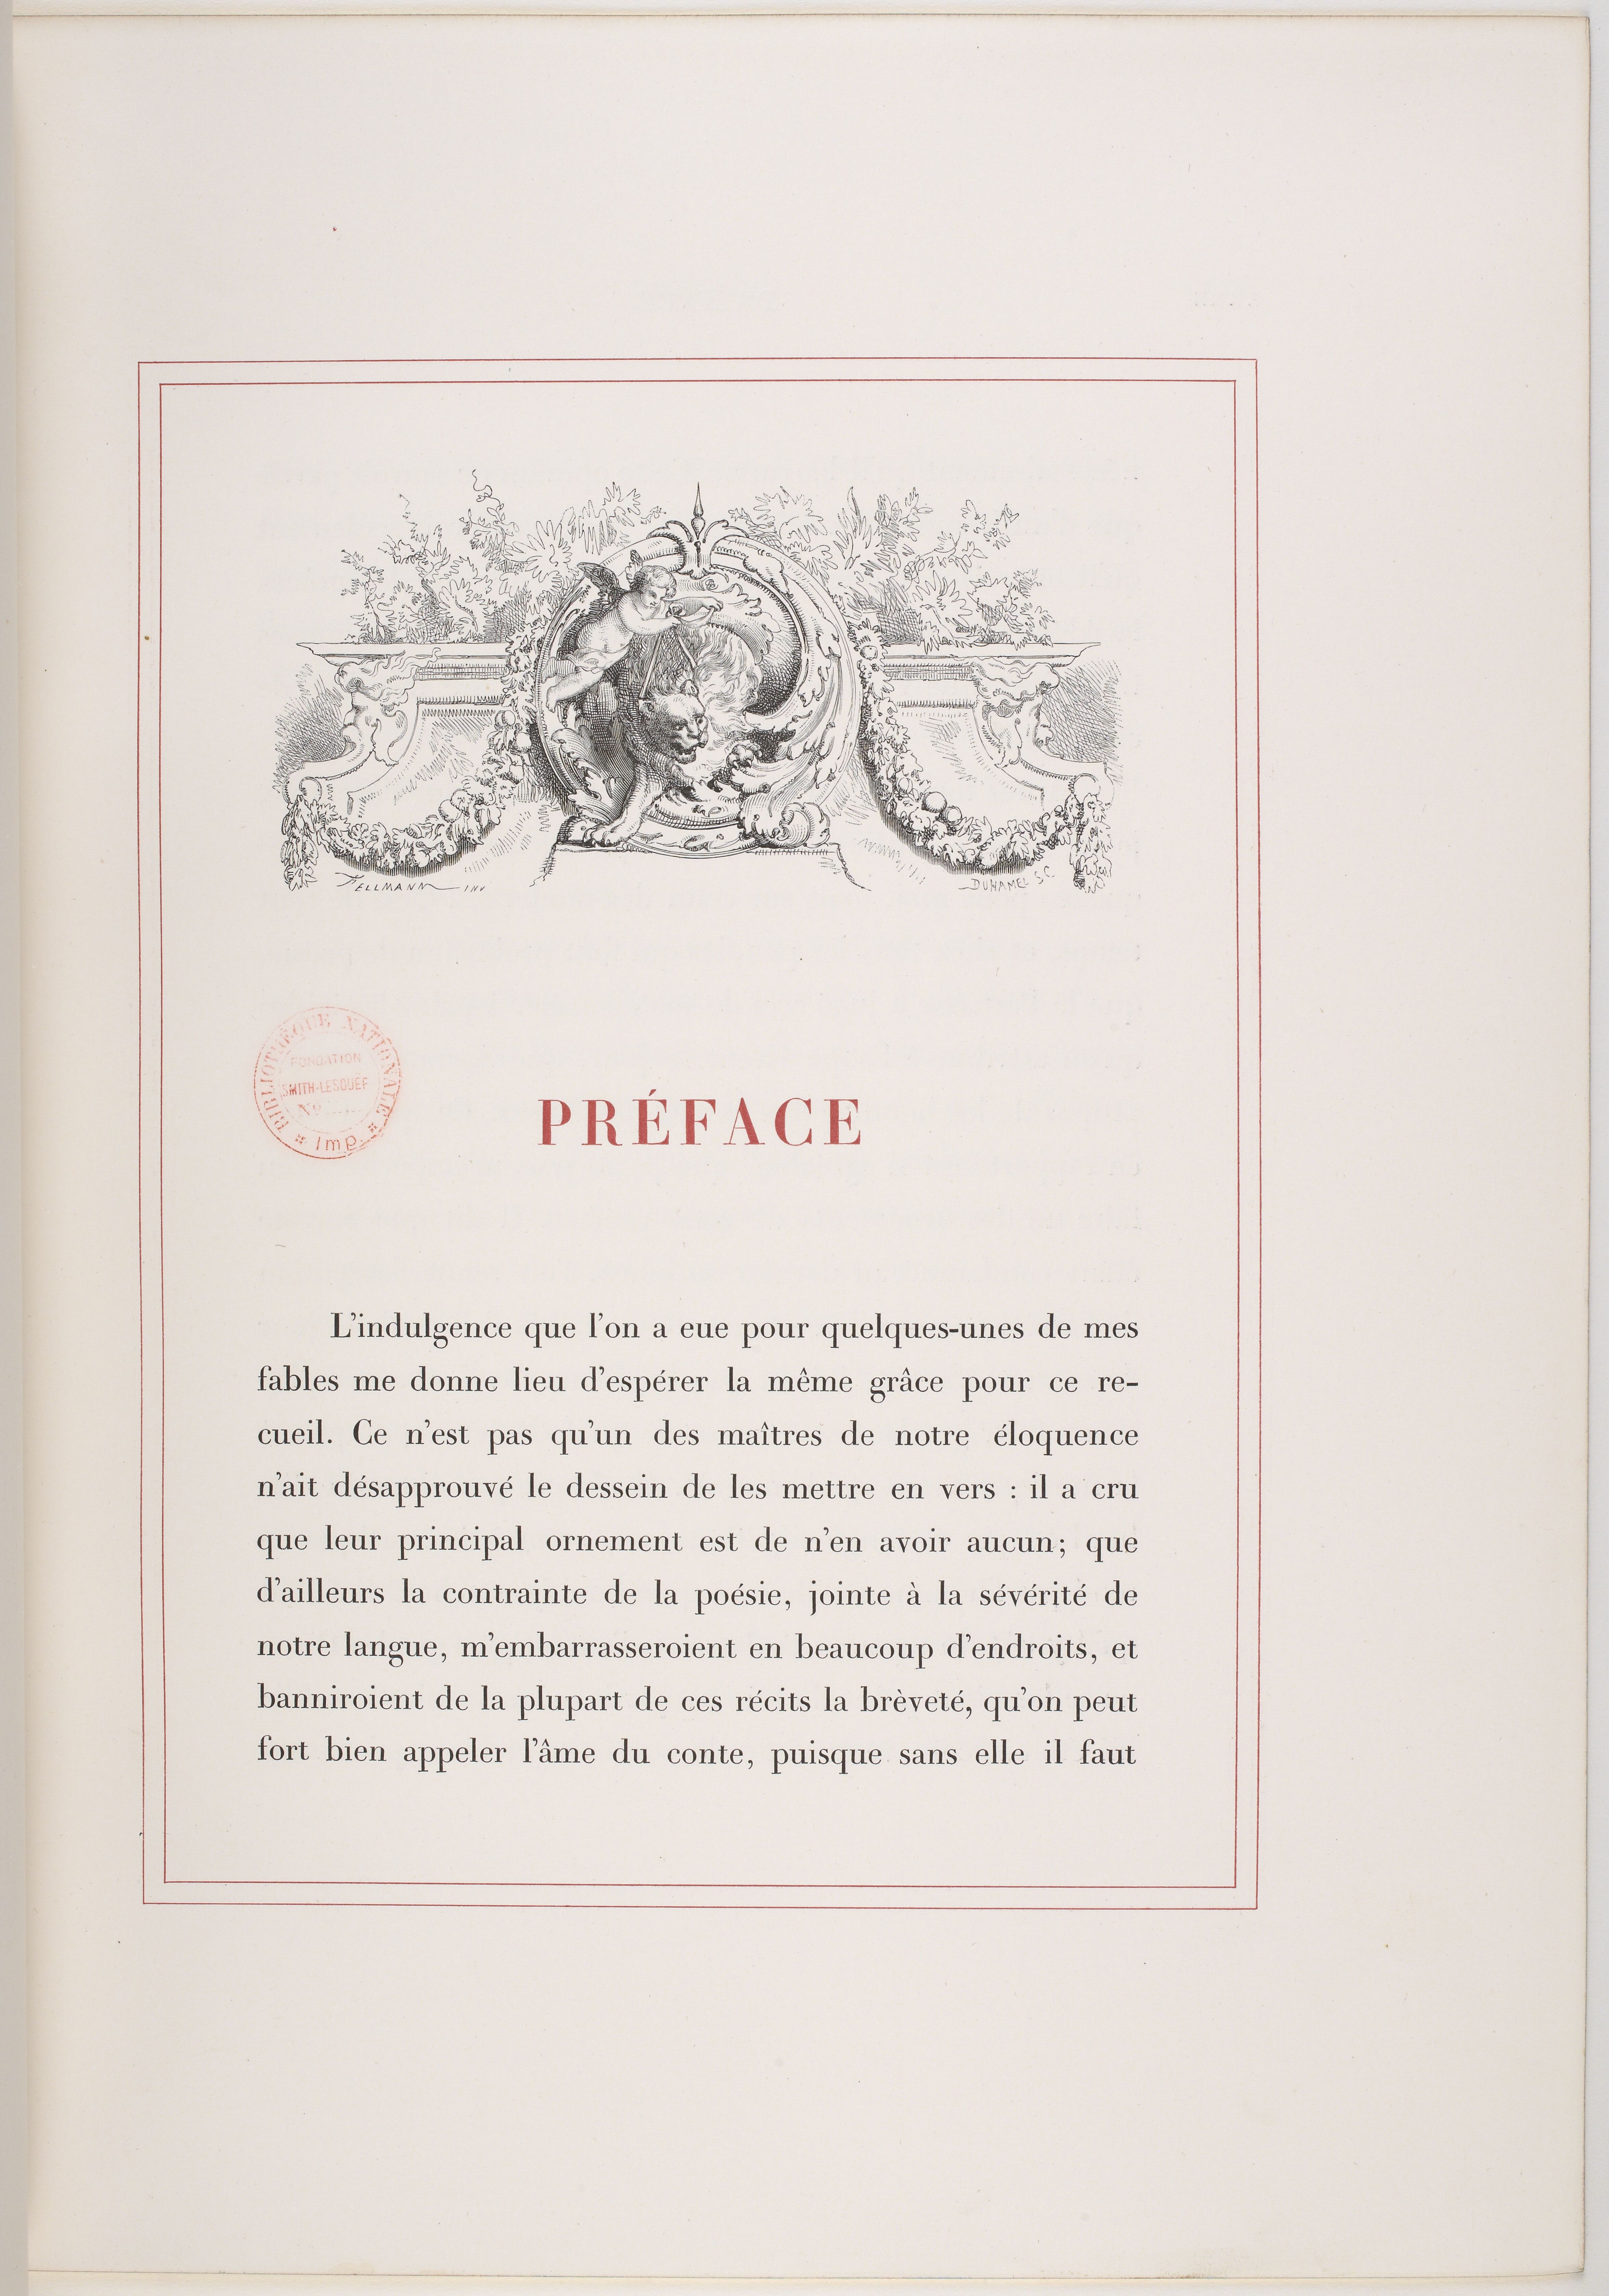 FELLMANN INV
DUHAMEL SC.
BIBLIOTHÈQUE NATIONALE
FONDATION
SMITH-LESOUËF
No
Imp.
PRÉFACE
L'indulgence que l'on a eue pour quelques-unes de mes
fables me donne lieu d'espérer la même grâce pour ce re-
cueil. Ce n'est pas qu'un des maîtres de notre éloquence
n'ait désapprouvé le dessein de les mettre en vers : il a cru
que leur principal ornement est de n'en avoir aucun; que
d'ailleurs la contrainte de la poésie, jointe à la sévérité de
notre langue, m'embarrasseroient en beaucoup d'endroits, et
banniroient de la plupart de ces récits la brèveté, qu'on peut
fort bien appeler l'âme du conte, puisque sans elle il faut